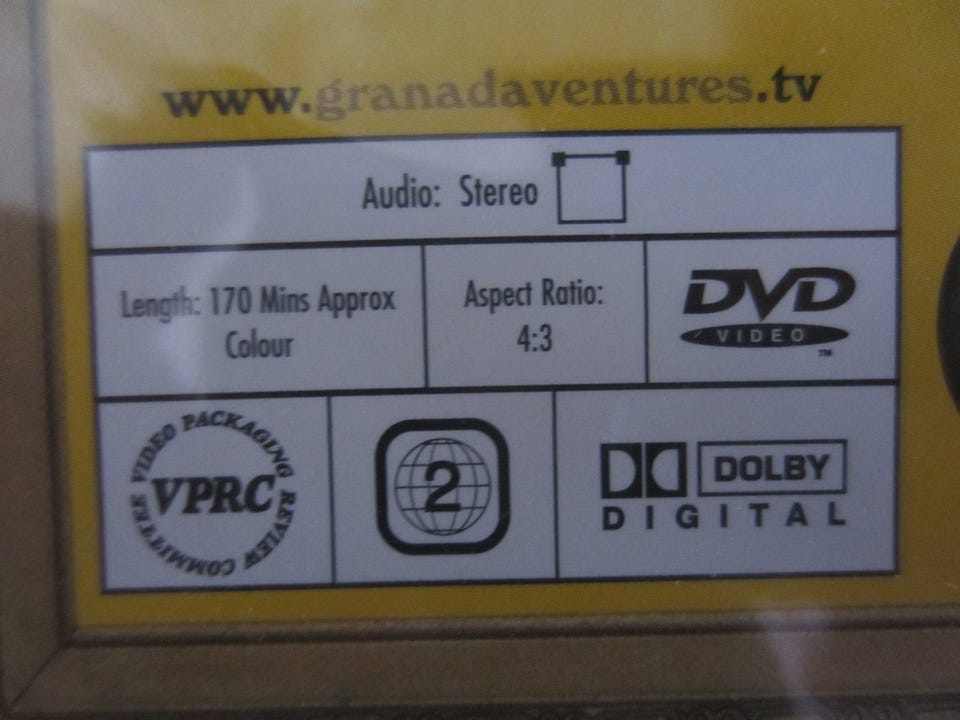 www.granadaventures.tv
Audio: Stereo
Length: 170 Mins Approx
Colour
Aspect Ratio:
4:3
DVD
VIDEO
TM
VIDEO PACKAGING REVIEW COMMITTEE
VPRC
2
DOLBY
DIGITAL